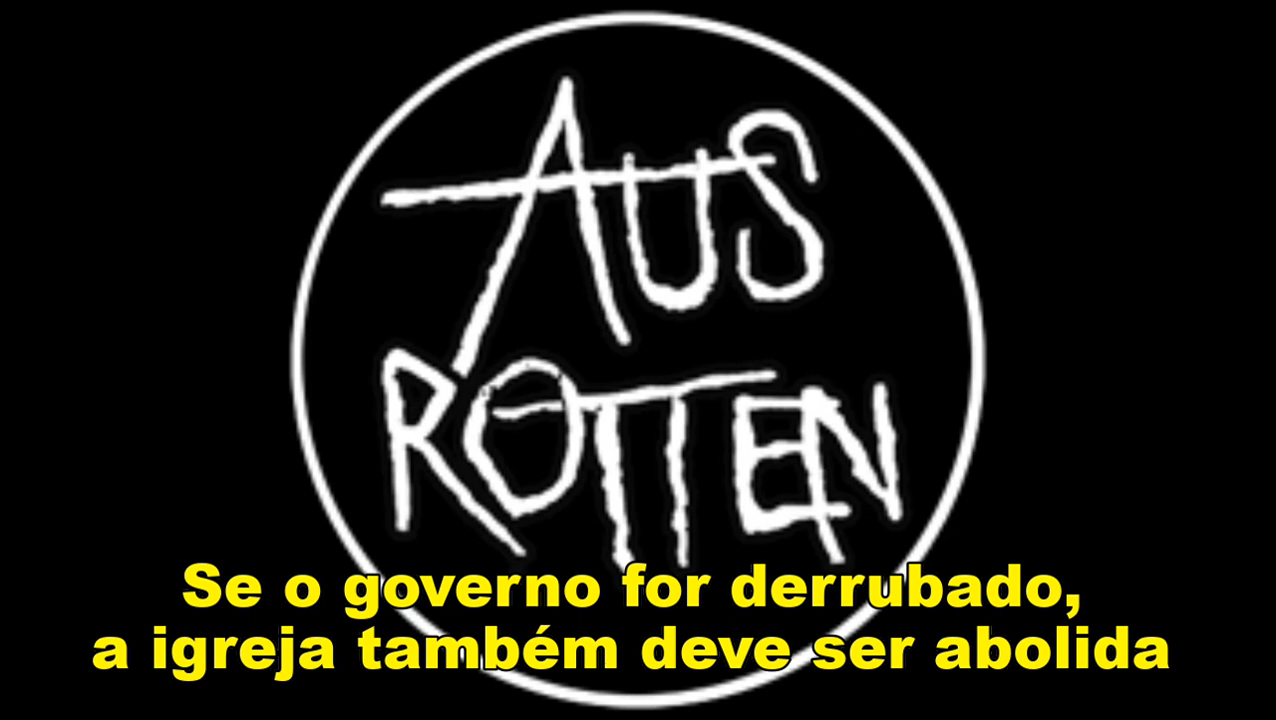 AUS
ROTTEN
Se o governo for derrubado,
a igreja também deve ser abolida